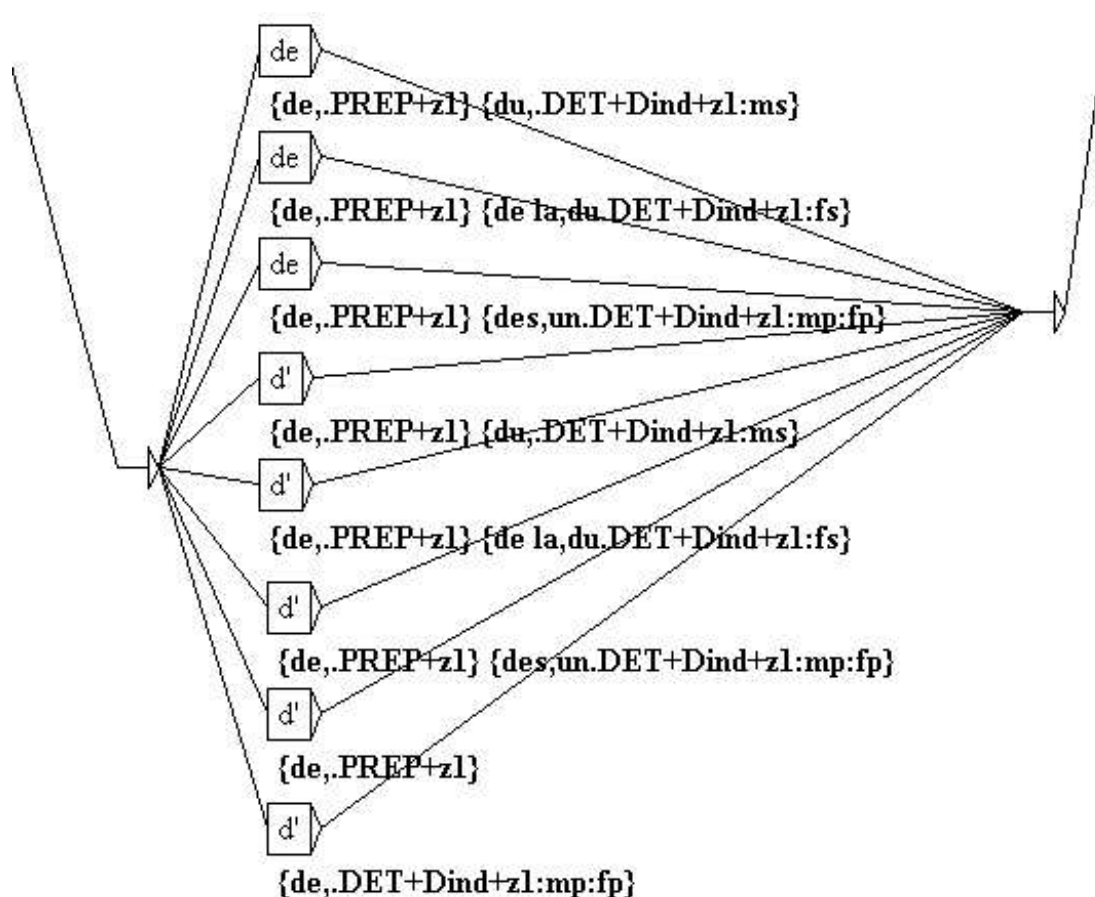 de
{de,.PREP+z1} {du,.DET+Dind+z1:ms}
de
{de,.PREP+z1} {de la,du.DET+Dind+z1:fs}
de
{de,.PREP+z1} {des,un.DET+Dind+z1:mp:fp}
d'
{de,.PREP+z1} {du,.DET+Dind+z1:ms}
d'
{de,.PREP+z1} {de la,du.DET+Dind+z1:fs}
d'
{de,.PREP+z1} {des,un.DET+Dind+z1:mp:fp}
d'
{de,.PREP+z1}
d'
{de,.DET+Dind+z1:mp:fp}